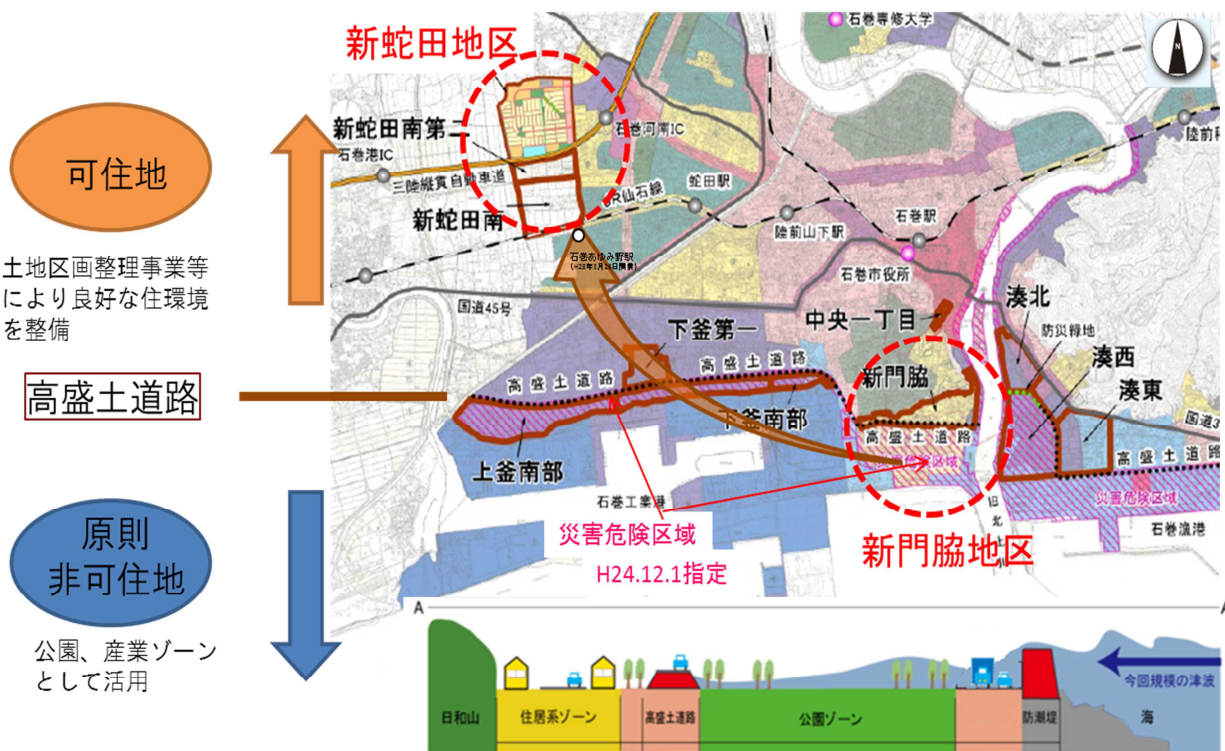 新蛇田地区
石巻専修大学
N
可住地
新蛇田南第二
石巻港IC
石巻河南IC
三陸縦貫自動車道
JR仙石線
蛇田駅
新蛇田南
陸前山下駅
石巻駅
石巻あゆみ野駅
石巻市役所
土地区画整理事業等
により良好な住環境
を整備
国道45号
下釜第一
中央一丁目
湊北
防災緑地
湊西
湊東
高盛土道路
高盛土道路
高盛土道路
新門脇
下釜南部
高盛土道路
災害危険区域
高盛土道路
上釜南部
石巻工業港
災害危険区域
H24.12.1指定
旧北上川
災害危険区域
石巻漁港
新門脇地区
原則
非可住地
公園、産業ゾーン
として活用
A
日和山
住居系ゾーン
高盛土道路
公園ゾーン
防潮堤
海
今回規模の津波